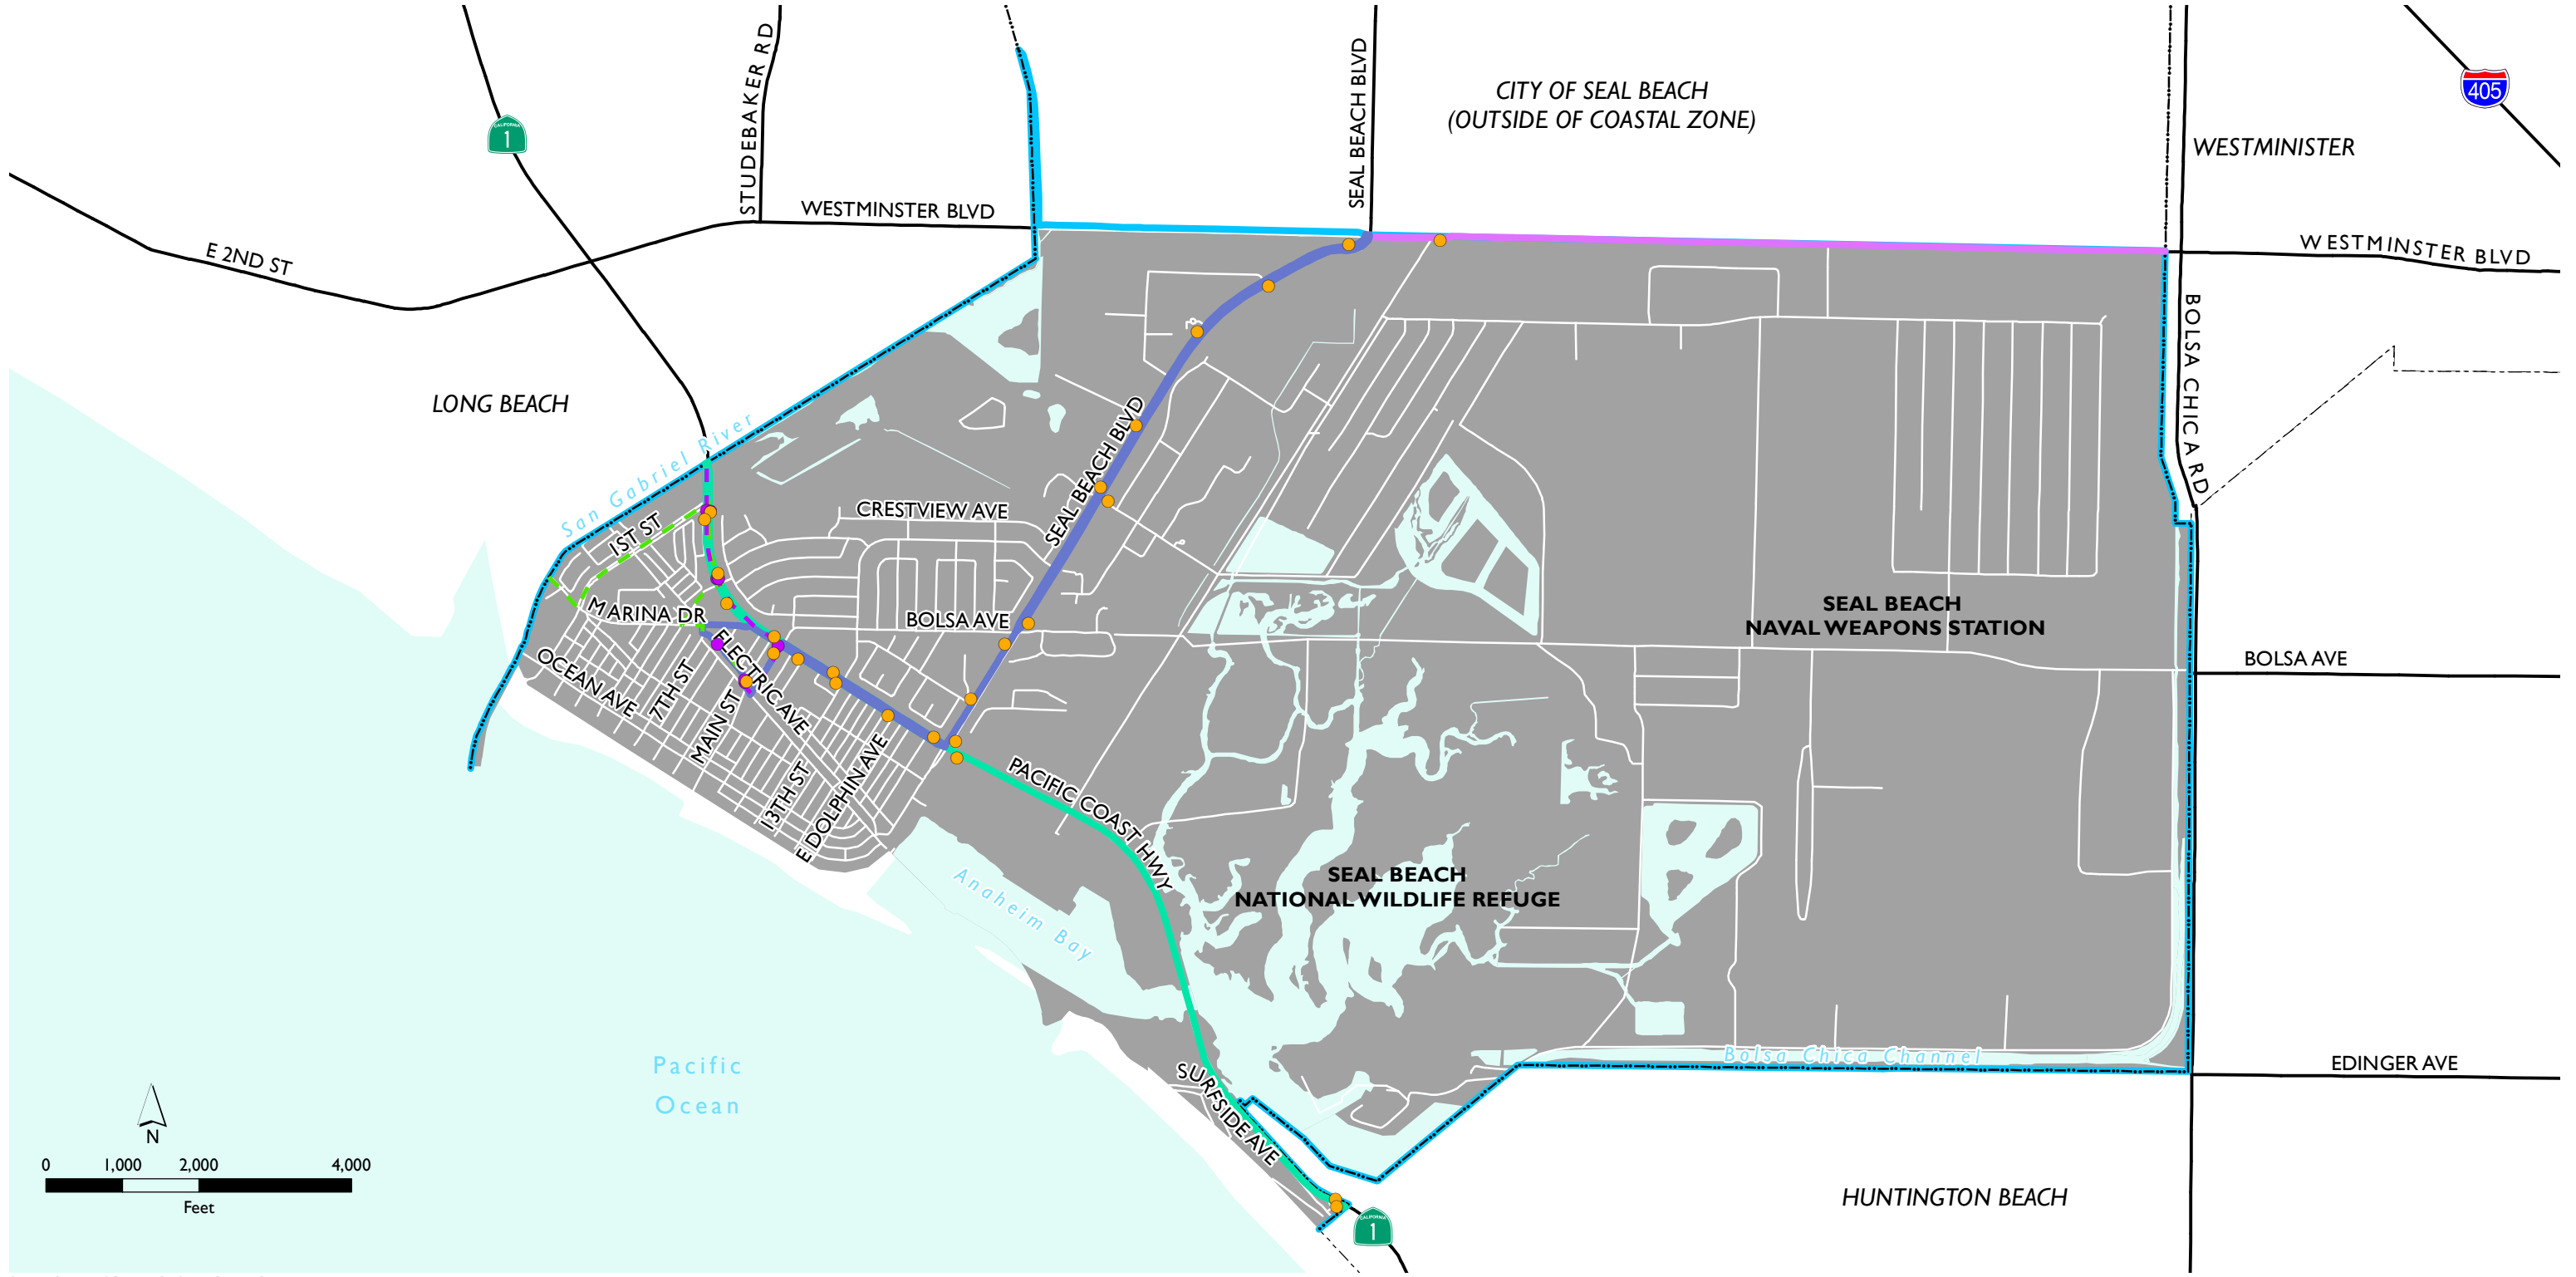 STUDEBAKER RD
SEAL BEACH BLVD
CITY OF SEAL BEACH
(OUTSIDE OF COASTAL ZONE)
405
CALIFORNIA
1
WESTMINISTER
WESTMINSTER BLVD
E 2ND ST
WESTMINSTER BLVD
BOLSA CHICA RD
LONG BEACH
San Gabriel River
SEAL BEACH BLVD
CRESTVIEW AVE
1ST ST
MARINA DR
BOLSA AVE
SEAL BEACH
NAVAL WEAPONS STATION
ELECTRIC AVE
OCEAN AVE
7TH ST
MAIN ST
BOLSA AVE
13TH ST
E DOLPHIN AVE
PACIFIC COAST HWY
SEAL BEACH
NATIONAL WILDLIFE REFUGE
Anaheim Bay
Bolsa Chica Channel
Pacific
Ocean
EDINGER AVE
SURFSIDE AVE
N
0 1,000 2,000 4,000
Feet
HUNTINGTON BEACH
CALIFORNIA
1